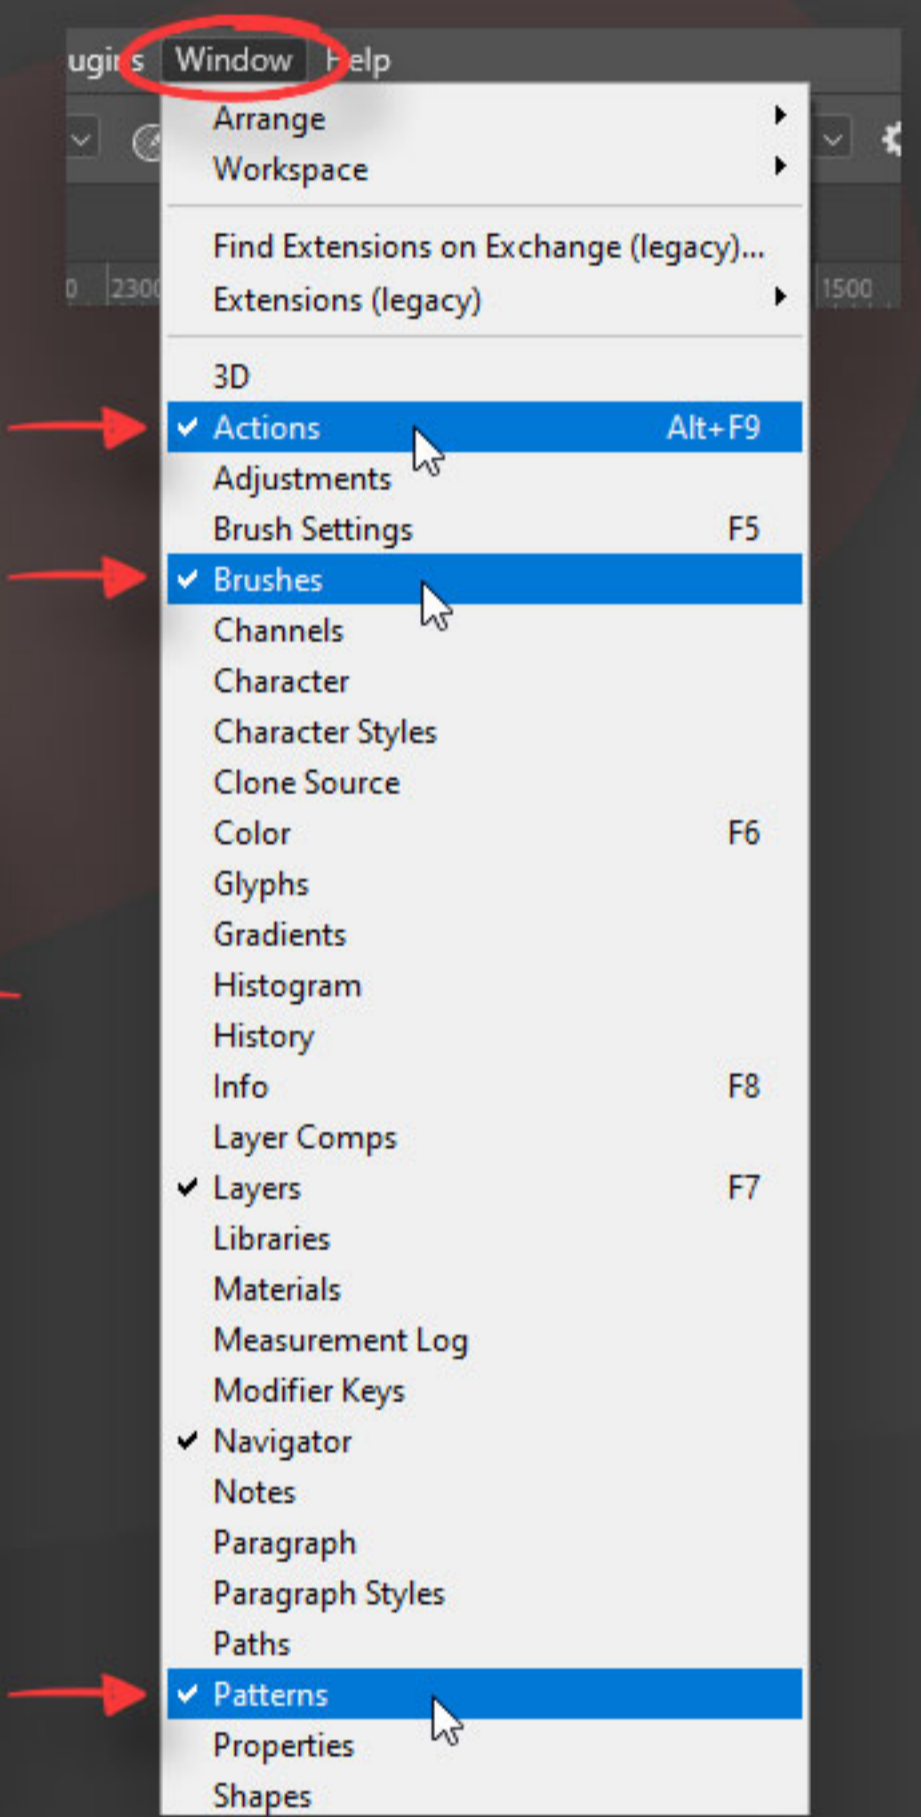 ugins Window Help
Arrange
Workspace
Find Extensions on Exchange (legacy)...
0 2300 1500
Extensions (legacy)
3D
Actions Alt+F9
Adjustments
Brush Settings F5
Brushes
Channels
Character
Character Styles
Clone Source
Color F6
Glyphs
Gradients
Histogram
History
Info F8
Layer Comps
Layers F7
Libraries
Materials
Measurement Log
Modifier Keys
Navigator
Notes
Paragraph
Paragraph Styles
Paths
Patterns
Properties
Shapes